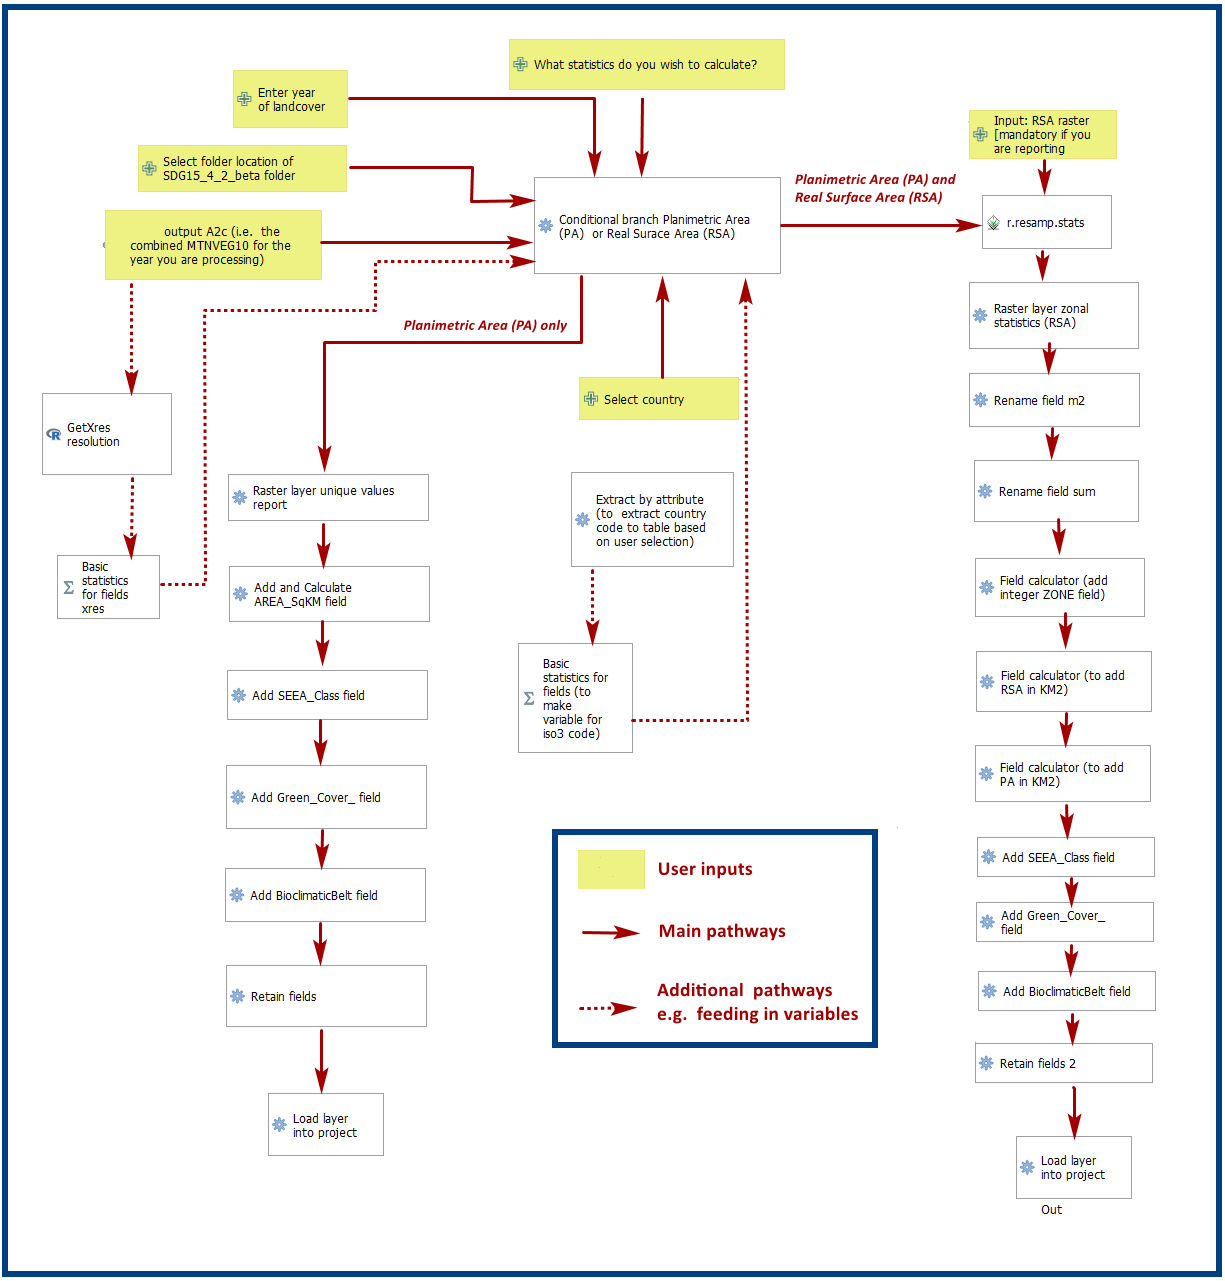 What statistics do you wish to calculate?
Enter year
of landcover
Select folder location of
SDG15_4_2_beta folder
output A2c (i.e. the
combined MTNVEG10 for the
year you are processing)
Conditional branch Planimetric Area
(PA) or Real Surace Area (RSA)
Planimetric Area (PA) and
Real Surface Area (RSA)
Input: RSA raster
[mandatory if you
are reporting
r.resamp.stats
Raster layer zonal
statistics (RSA)
Rename field m2
Rename field sum
Field calculator (add
integer ZONE field)
Field calculator (to add
RSA in KM2)
Field calculator (to add
PA in KM2)
Add SEEA_Class field
Add Green_Cover_
field
Add BioclimaticBelt field
Retain fields 2
Load layer
into project
Out
Planimetric Area (PA) only
Select country
GetXres
resolution
Basic
statistics
for fields
xres
Raster layer unique values
report
Add and Calculate
AREA_SqKM field
Add SEEA_Class field
Add Green_Cover_ field
Add BioclimaticBelt field
Retain fields
Load layer
into project
Extract by attribute
(to extract country
code to table based
on user selection)
Basic
statistics for
fields (to
make
variable for
iso3 code)
User inputs
Main pathways
Additional pathways
e.g. feeding in variables